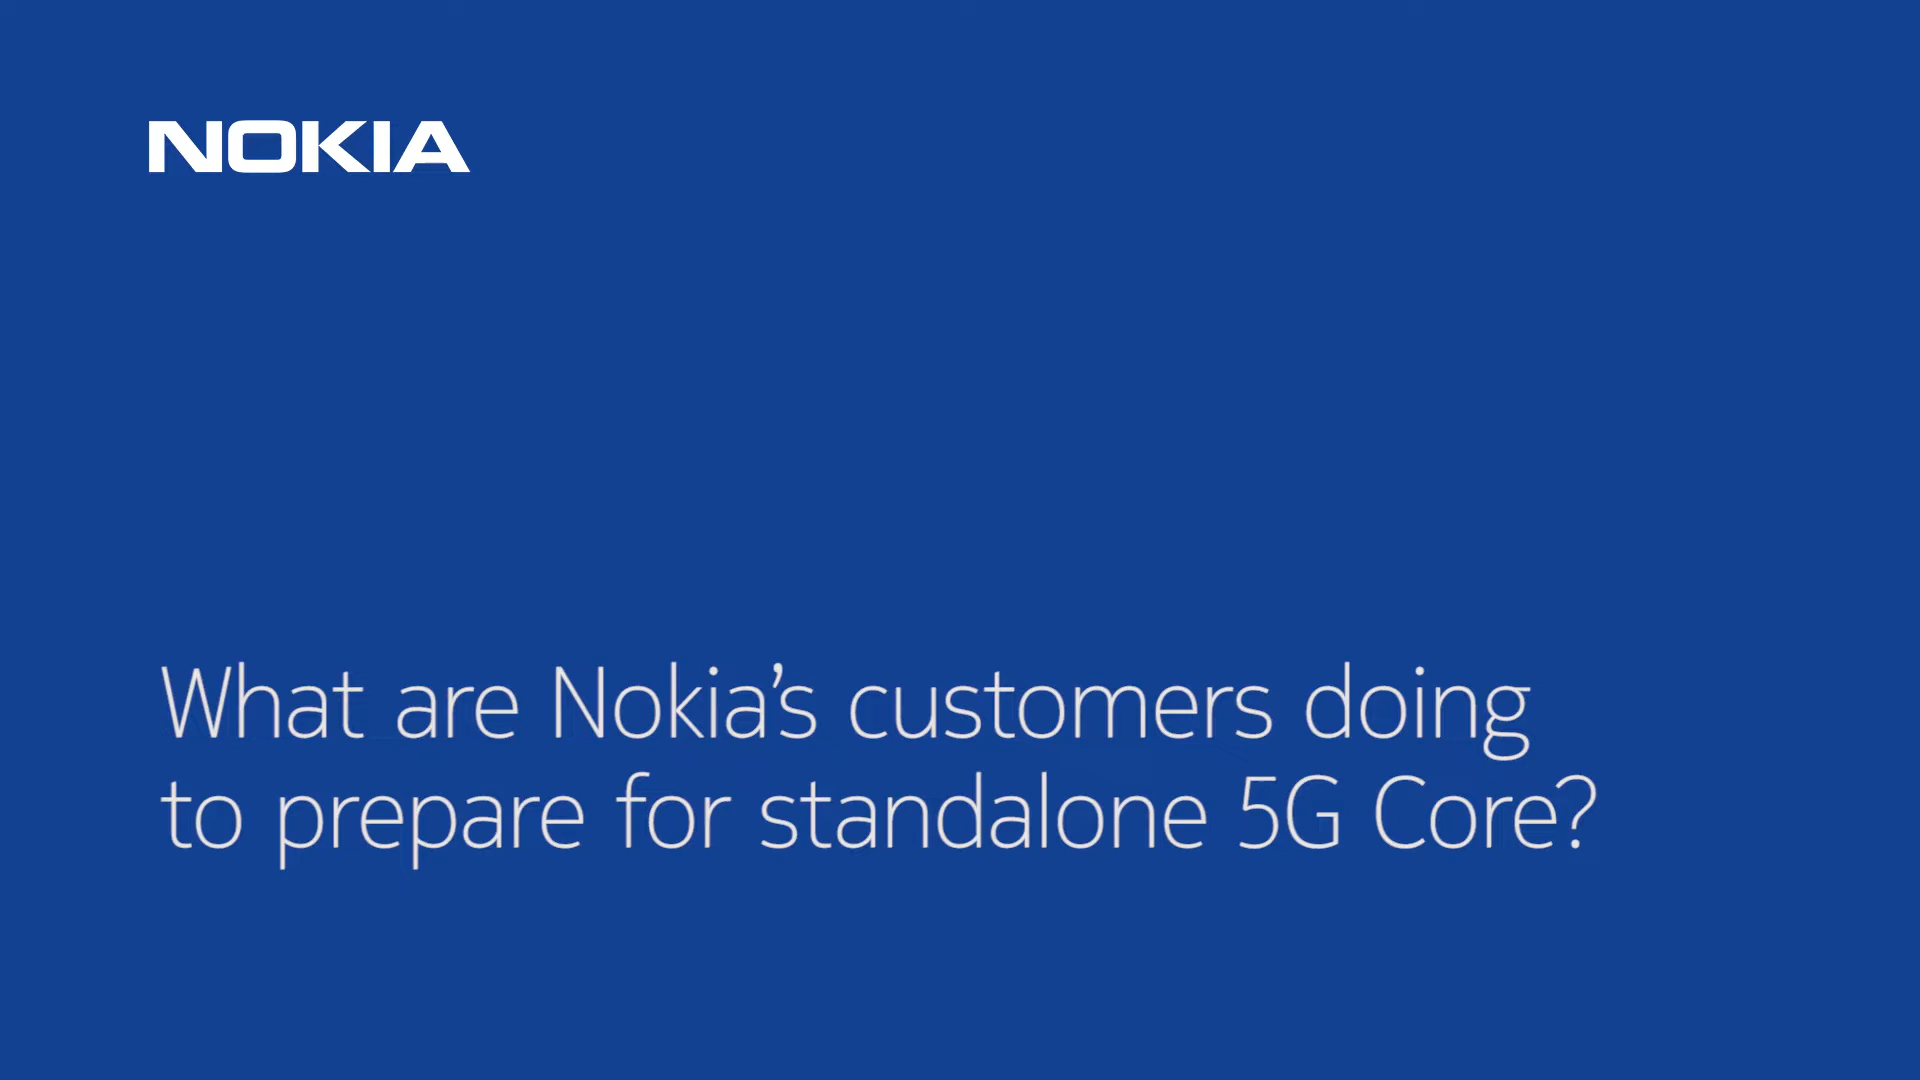 NOKIA
What are Nokia’s customers doing
to prepare for standalone 5G Core?